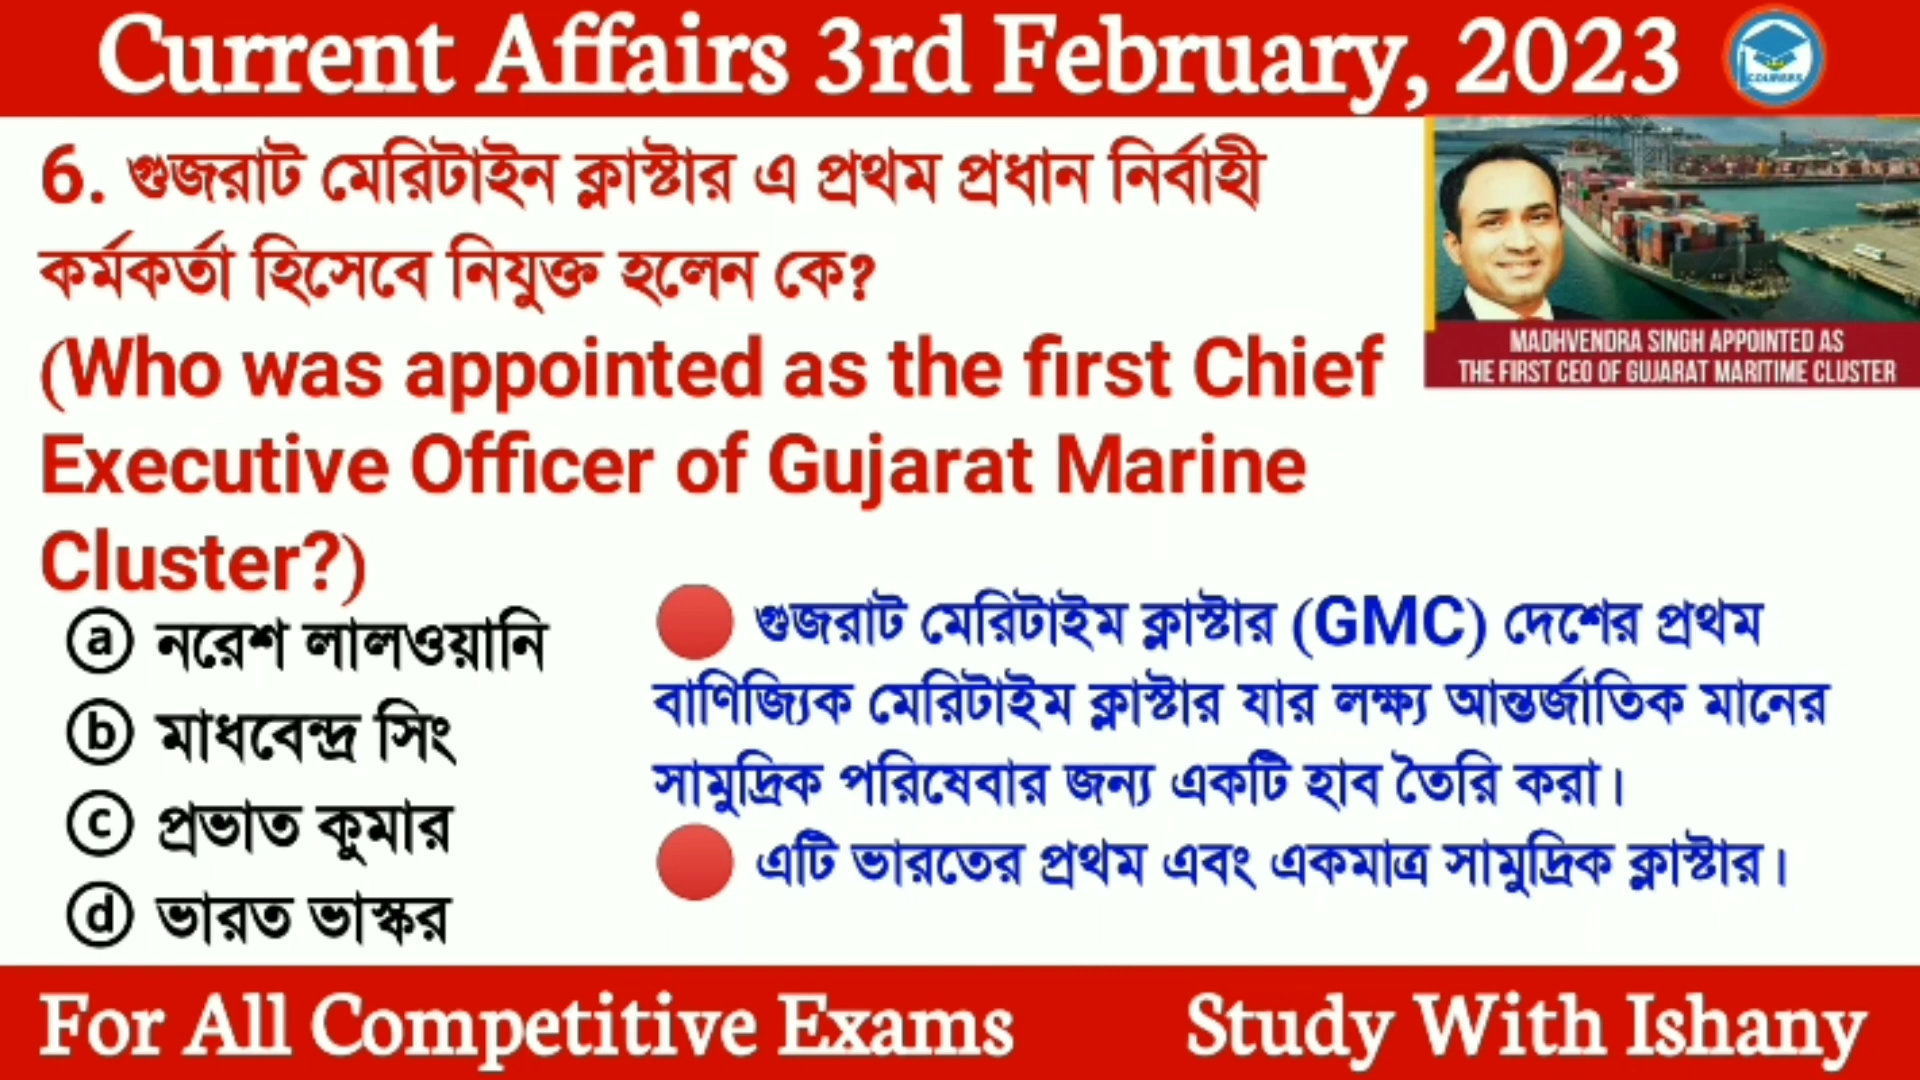 Current Affairs 3rd February, 2023
COURSES
6. গুজরাট মেরিটাইন ক্লাস্টার এ প্রথম প্রধান নির্বাহী
কর্মকর্তা হিসেবে নিযুক্ত হলেন কে?
(Who was appointed as the first Chief
Executive Officer of Gujarat Marine
Cluster?)
MADHVENDRA SINGH APPOINTED AS
THE FIRST CEO OF GUJARAT MARITIME CLUSTER
ⓐ নরেশ লালওয়ানি
ⓑ মাধবেন্দ্র সিং
ⓒ প্রভাত কুমার
ⓓ ভারত ভাস্কর
🔴 গুজরাট মেরিটাইম ক্লাস্টার (GMC) দেশের প্রথম
বাণিজ্যিক মেরিটাইম ক্লাস্টার যার লক্ষ্য আন্তর্জাতিক মানের
সামুদ্রিক পরিষেবার জন্য একটি হাব তৈরি করা।
🔴 এটি ভারতের প্রথম এবং একমাত্র সামুদ্রিক ক্লাস্টার।
For All Competitive Exams
Study With Ishany